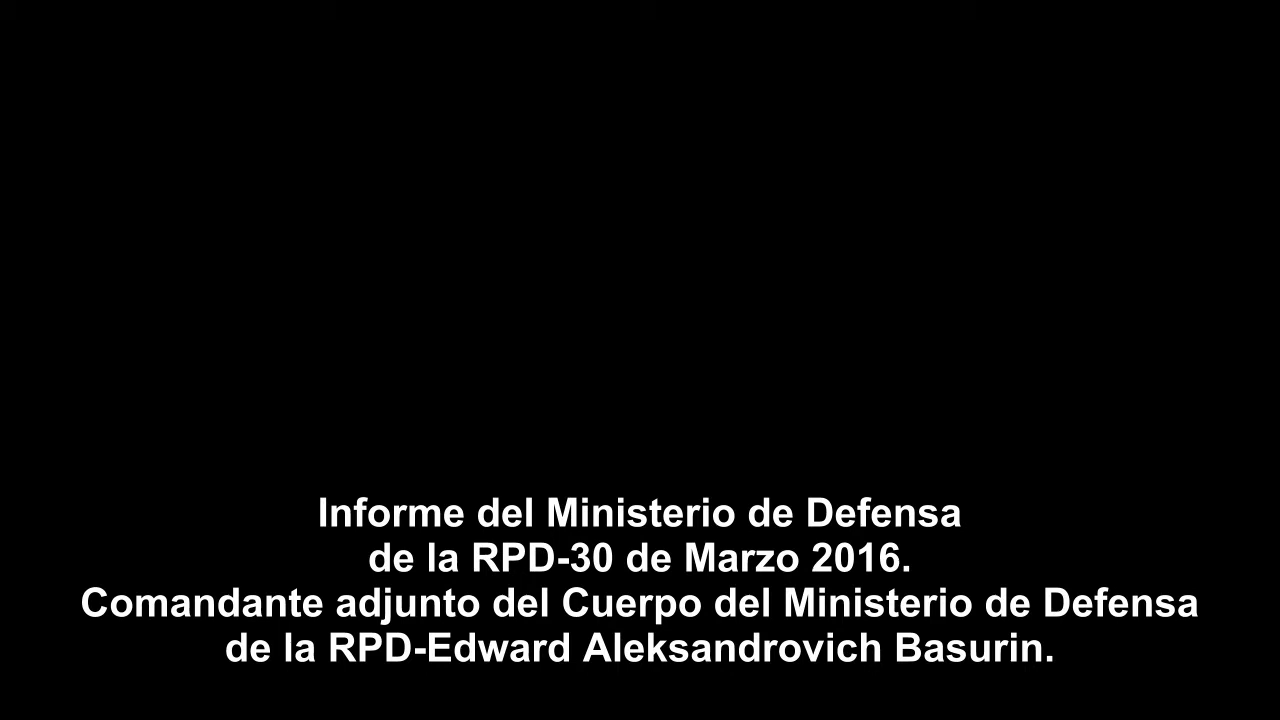 Informe del Ministerio de Defensa
de la RPD-30 de Marzo 2016.
Comandante adjunto del Cuerpo del Ministerio de Defensa
de la RPD-Edward Aleksandrovich Basurin.